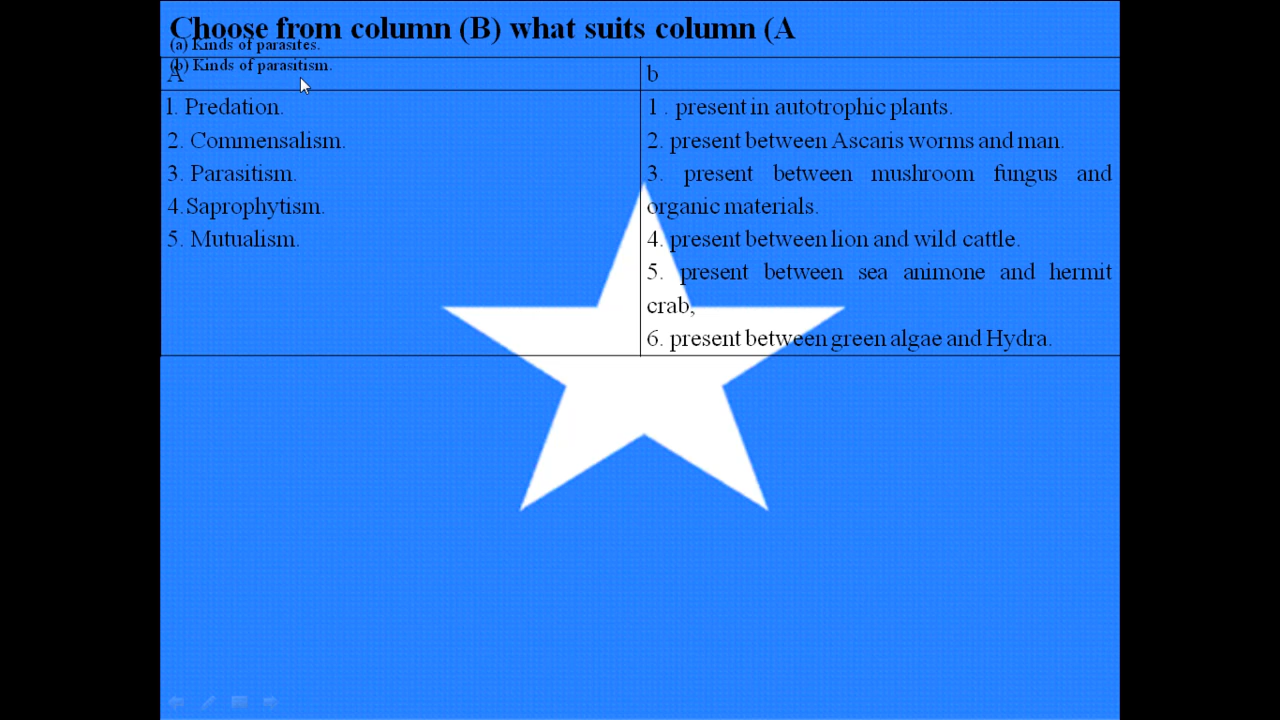 Choose from column (B) what suits column (A
(a) Kinds of parasites.
(b) Kinds of parasitism.
A
b
1. Predation.
2. Commensalism.
3. Parasitism.
4.Saprophytism.
5. Mutualism.
1 . present in autotrophic plants.
2. present between Ascaris worms and man.
3. present between mushroom fungus and
organic materials.
4. present between lion and wild cattle.
5. present between sea animone and hermit
crab,
6. present between green algae and Hydra.